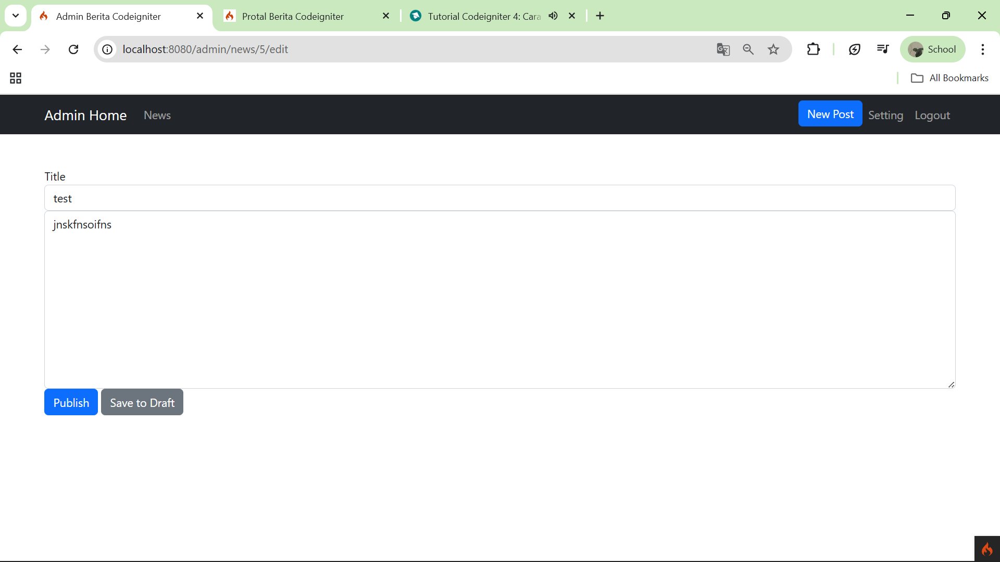 Admin Berita Codeigniter
Protal Berita Codeigniter
Tutorial Codeigniter 4: Cara
localhost:8080/admin/news/5/edit
School
All Bookmarks
Admin Home
News
New Post
Setting
Logout
Title
test
jnskfnsoifns
Publish
Save to Draft